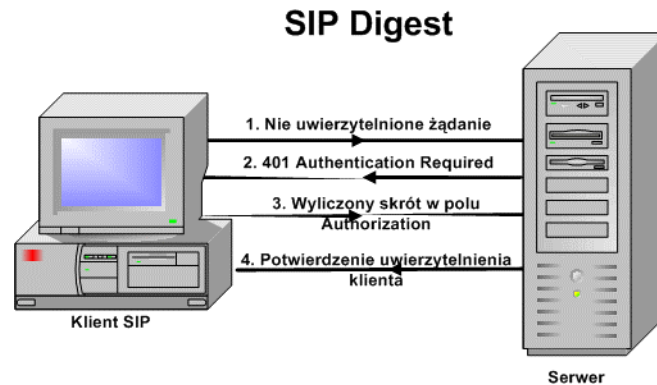 SIP Digest
1. Nie uwierzytelnione żądanie
2. 401 Authentication Required
3. Wyliczony skrót w polu
Authorization
4. Potwierdzenie uwierzytelnienia
klienta
Klient SIP
Serwer